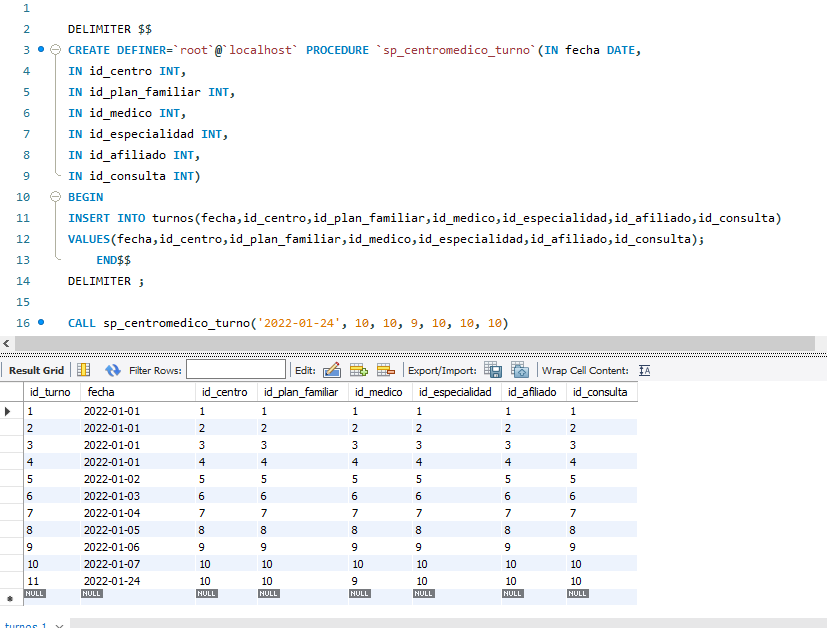 1
2 DELIMITER $$
3 CREATE DEFINER=`root`@`localhost` PROCEDURE `sp_centromedico_turno`(IN fecha DATE,
4 IN id_centro INT,
5 IN id_plan_familiar INT,
6 IN id_medico INT,
7 IN id_especialidad INT,
8 IN id_afiliado INT,
9 IN id_consulta INT)
10 BEGIN
11 INSERT INTO turnos(fecha,id_centro,id_plan_familiar,id_medico,id_especialidad,id_afiliado,id_consulta)
12 VALUES(fecha,id_centro,id_plan_familiar,id_medico,id_especialidad,id_afiliado,id_consulta);
13 END$$
14 DELIMITER ;
15
16 CALL sp_centromedico_turno('2022-01-24', 10, 10, 9, 10, 10, 10)
Result Grid Filter Rows: Edit: Export/Import: Wrap Cell Content: IA
id_turno fecha id_centro id_plan_familiar id_medico id_especialidad id_afiliado id_consulta
1 2022-01-01 1 1 1 1 1 1
2 2022-01-01 2 2 2 2 2 2
3 2022-01-01 3 3 3 3 3 3
4 2022-01-01 4 4 4 4 4 4
5 2022-01-02 5 5 5 5 5 5
6 2022-01-03 6 6 6 6 6 6
7 2022-01-04 7 7 7 7 7 7
8 2022-01-05 8 8 8 8 8 8
9 2022-01-06 9 9 9 9 9 9
10 2022-01-07 10 10 10 10 10 10
11 2022-01-24 10 10 9 10 10 10
NULL NULL NULL NULL NULL NULL NULL NULL
turnos 1